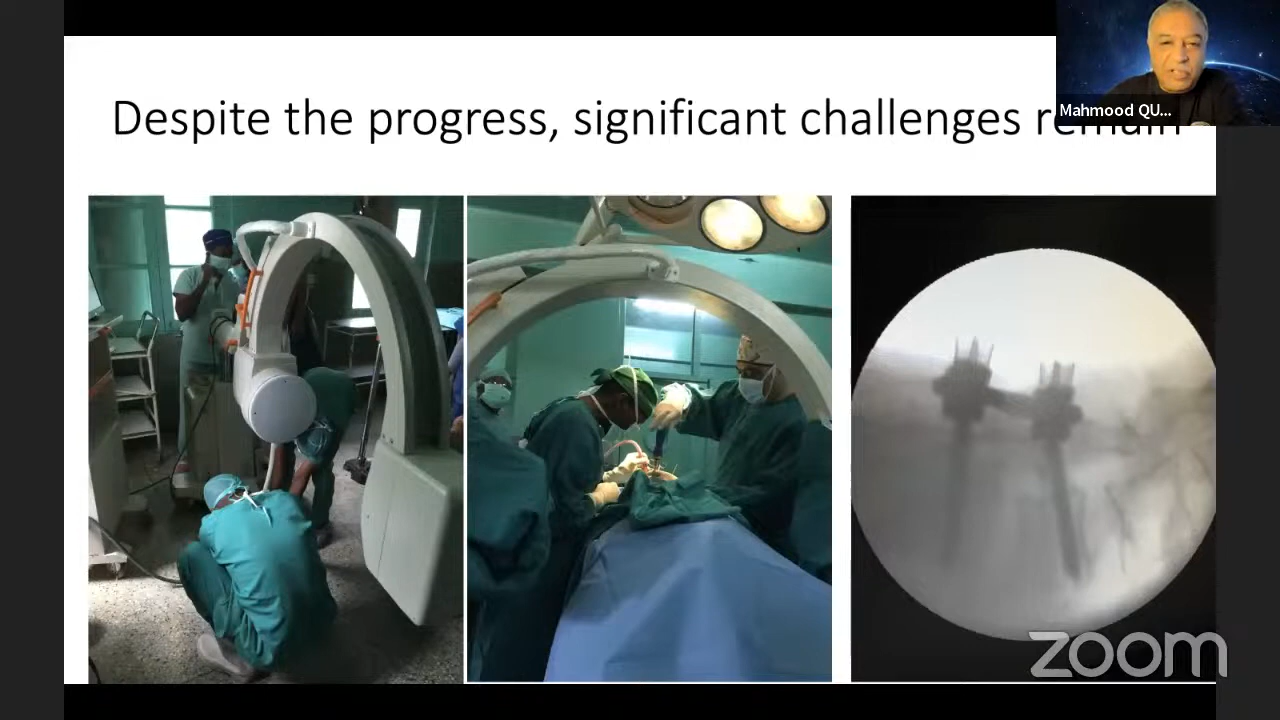 Despite the progress, significant challenges remain
Mahmood QU...
zoom